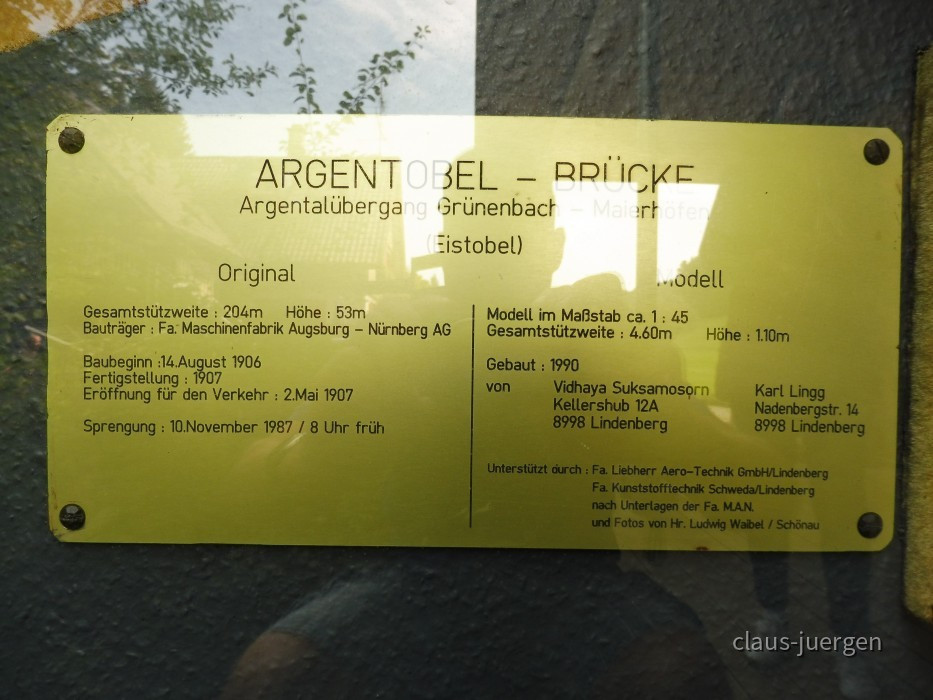 ARGENTOBEL – BRÜCKE
Argentalübergang Grünenbach – Maierhöfen
(Eistobel)
Original
Gesamtstützweite : 204m Höhe : 53m
Bauträger : Fa. Maschinenfabrik Augsburg – Nürnberg AG
Baubeginn :14.August 1906
Fertigstellung : 1907
Eröffnung für den Verkehr : 2.Mai 1907
Sprengung : 10.November 1987 / 8 Uhr früh
Modell
Modell im Maßstab ca. 1 : 45
Gesamtstützweite : 4.60m Höhe : 1.10m
Gebaut : 1990
von Vidhaya Suksamosorn Karl Lingg
Kellershub 12A Nadenbergstr. 14
8998 Lindenberg 8998 Lindenberg
Unterstützt durch : Fa. Liebherr Aero-Technik GmbH/Lindenberg
Fa. Kunststofftechnik Schweda/Lindenberg
nach Unterlagen der Fa. M.A.N.
und Fotos von Hr. Ludwig Waibel / Schönau
claus-juergen